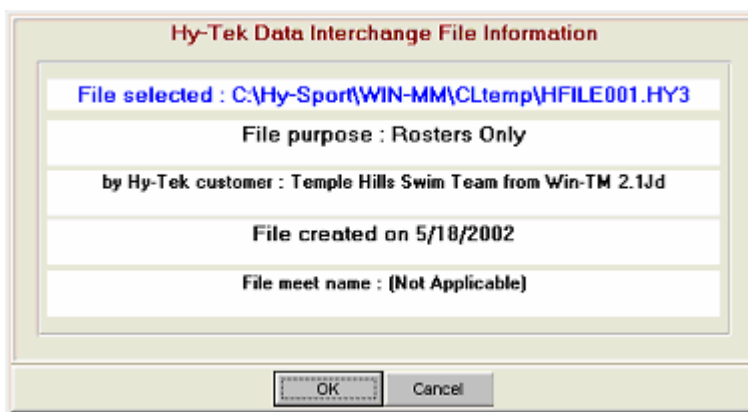 Hy-Tek Data Interchange File Information
File selected : C:\Hy-Sport\WIN-MM\CLtemp\HFILE001.HY3
File purpose : Rosters Only
by Hy-Tek customer : Temple Hills Swim Team from Win-TM 2.1Jd
File created on 5/18/2002
File meet name : (Not Applicable)
OK Cancel